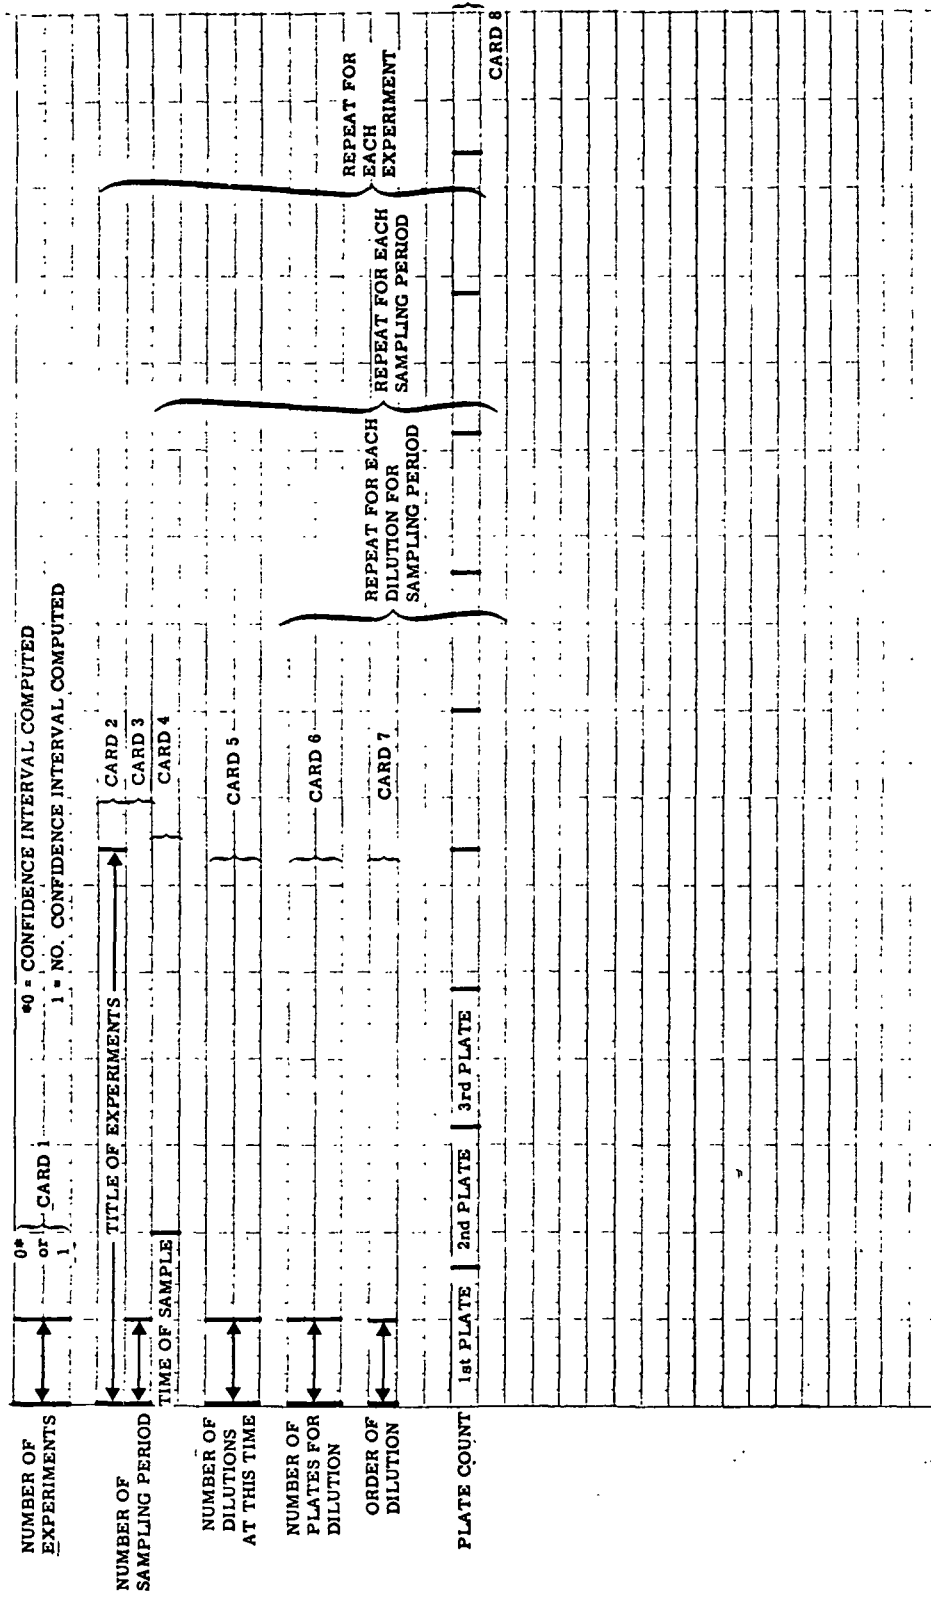 NUMBER OF
EXPERIMENTS
0*
or
1
CARD 1
*0 = CONFIDENCE INTERVAL COMPUTED
1 = NO. CONFIDENCE INTERVAL COMPUTED
TITLE OF EXPERIMENTS
CARD 2
NUMBER OF
SAMPLING PERIOD
CARD 3
TIME OF SAMPLE
CARD 4
NUMBER OF
DILUTIONS
AT THIS TIME
CARD 5
NUMBER OF
PLATES FOR
DILUTION
CARD 6
ORDER OF
DILUTION
CARD 7
REPEAT FOR EACH
DILUTION FOR
SAMPLING PERIOD
REPEAT FOR EACH
SAMPLING PERIOD
REPEAT FOR
EACH
EXPERIMENT
PLATE COUNT
1st PLATE
2nd PLATE
3rd PLATE
CARD 8